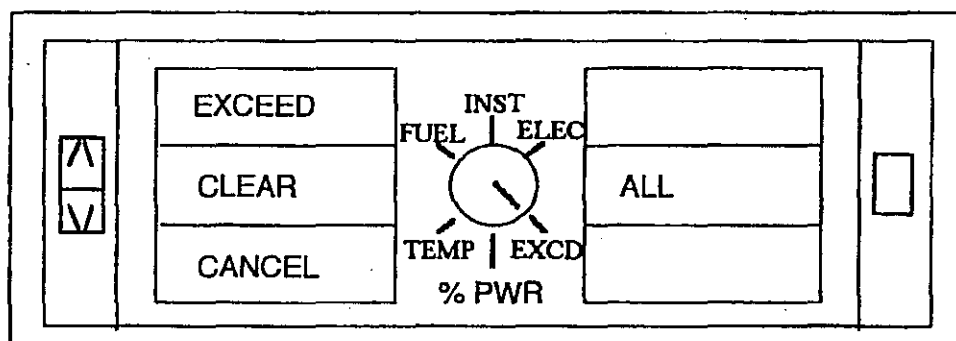 EXCEED
CLEAR
CANCEL
INST
FUEL
ELEC
TEMP
EXCD
% PWR
ALL